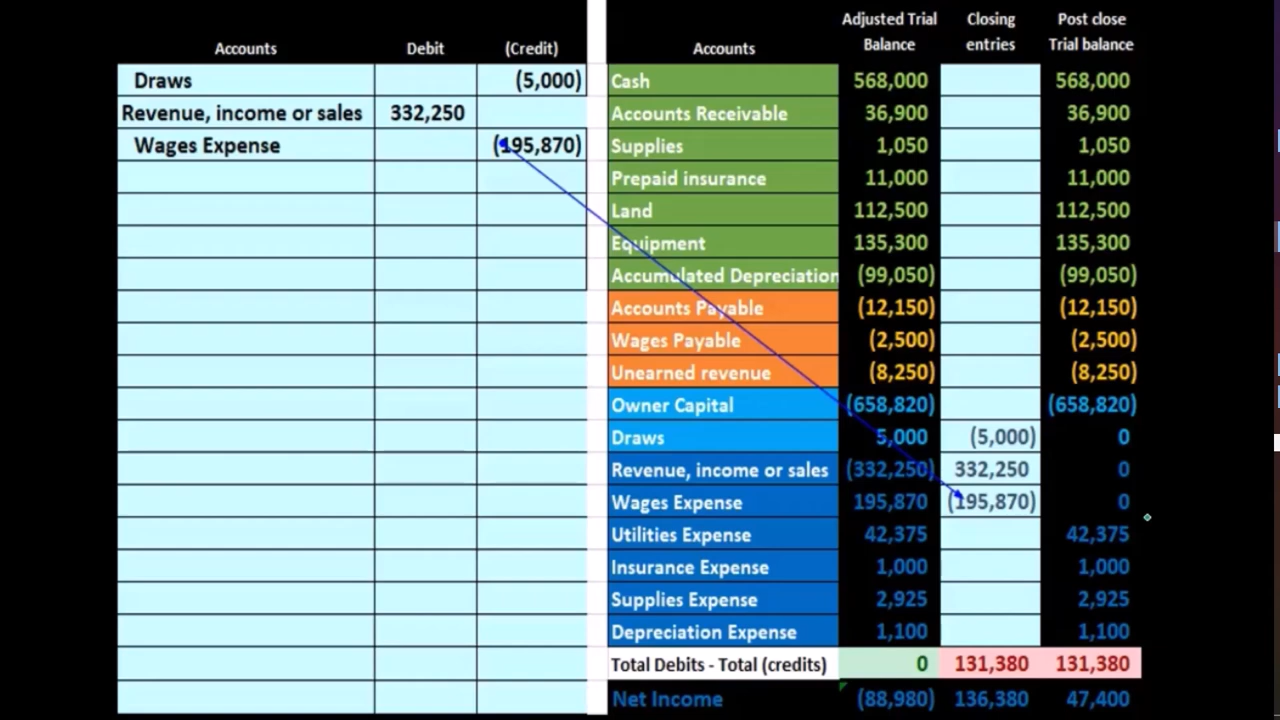 Accounts Debit (Credit)
Draws (5,000)
Revenue, income or sales 332,250
Wages Expense (195,870)
Accounts Adjusted Trial Balance Closing entries Post close Trial balance
Cash 568,000 568,000
Accounts Receivable 36,900 36,900
Supplies 1,050 1,050
Prepaid insurance 11,000 11,000
Land 112,500 112,500
Equipment 135,300 135,300
Accumulated Depreciation (99,050) (99,050)
Accounts Payable (12,150) (12,150)
Wages Payable (2,500) (2,500)
Unearned revenue (8,250) (8,250)
Owner Capital (658,820) (658,820)
Draws 5,000 (5,000) 0
Revenue, income or sales (332,250) 332,250 0
Wages Expense 195,870 (195,870) 0
Utilities Expense 42,375 42,375
Insurance Expense 1,000 1,000
Supplies Expense 2,925 2,925
Depreciation Expense 1,100 1,100
Total Debits - Total (credits) 0 131,380 131,380
Net Income (88,980) 136,380 47,400